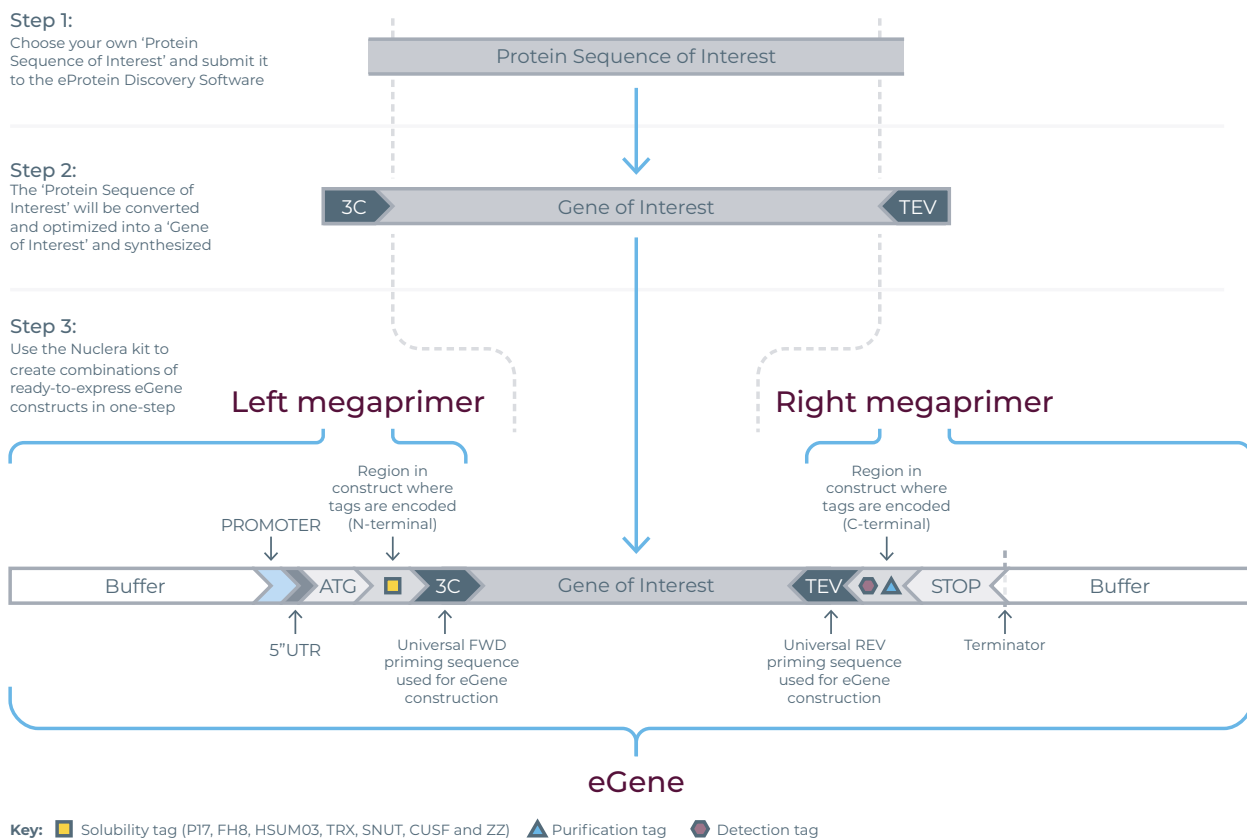 Step 1:
Choose your own ‘Protein
Sequence of Interest’ and submit it
to the eProtein Discovery Software
Protein Sequence of Interest
Step 2:
The ‘Protein Sequence of
Interest’ will be converted
and optimized into a ‘Gene
of Interest’ and synthesized
3C
Gene of Interest
TEV
Step 3:
Use the Nuclera kit to
create combinations of
ready-to-express eGene
constructs in one-step
Left megaprimer
Right megaprimer
Region in
construct where
tags are encoded
(N-terminal)
Region in
construct where
tags are encoded
(C-terminal)
PROMOTER
Buffer
ATG
3C
Gene of Interest
TEV
STOP
Buffer
5”UTR
Universal FWD
priming sequence
used for eGene
construction
Universal REV
priming sequence
used for eGene
construction
Terminator
eGene
Key: Solubility tag (P17, FH8, HSUM03, TRX, SNUT, CUSF and ZZ) Purification tag Detection tag